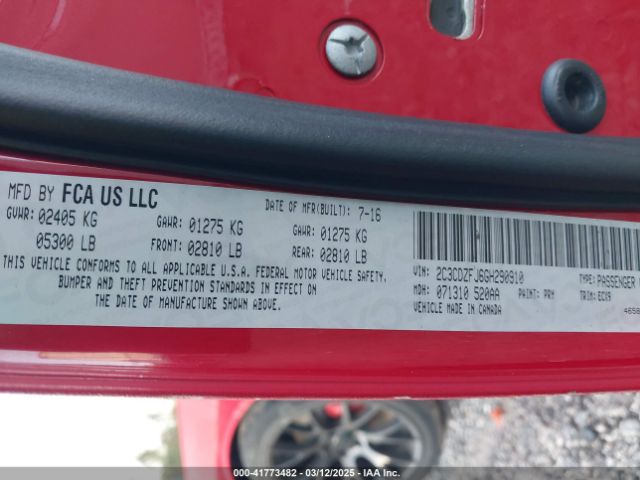 MFD BY FCA US LLC
DATE OF MFR(BUILT): 7-16
GVWR: 02405 KG GAWR: 01275 KG GAWR: 01275 KG
05300 LB FRONT: 02810 LB REAR: 02810 LB
THIS VEHICLE CONFORMS TO ALL APPLICABLE U.S.A. FEDERAL MOTOR VEHICLE SAFETY,
BUMPER AND THEFT PREVENTION STANDARDS IN EFFECT ON
THE DATE OF MANUFACTURE SHOWN ABOVE.
VIN: 2C3CDZFJ6GH290910 TYPE: PASSENGER
MDH: 071310 520AA PAINT: PRM TRIM: ECX9
VEHICLE MADE IN CANADA
4658
000-41773482 - 03/12/2025 - IAA Inc.